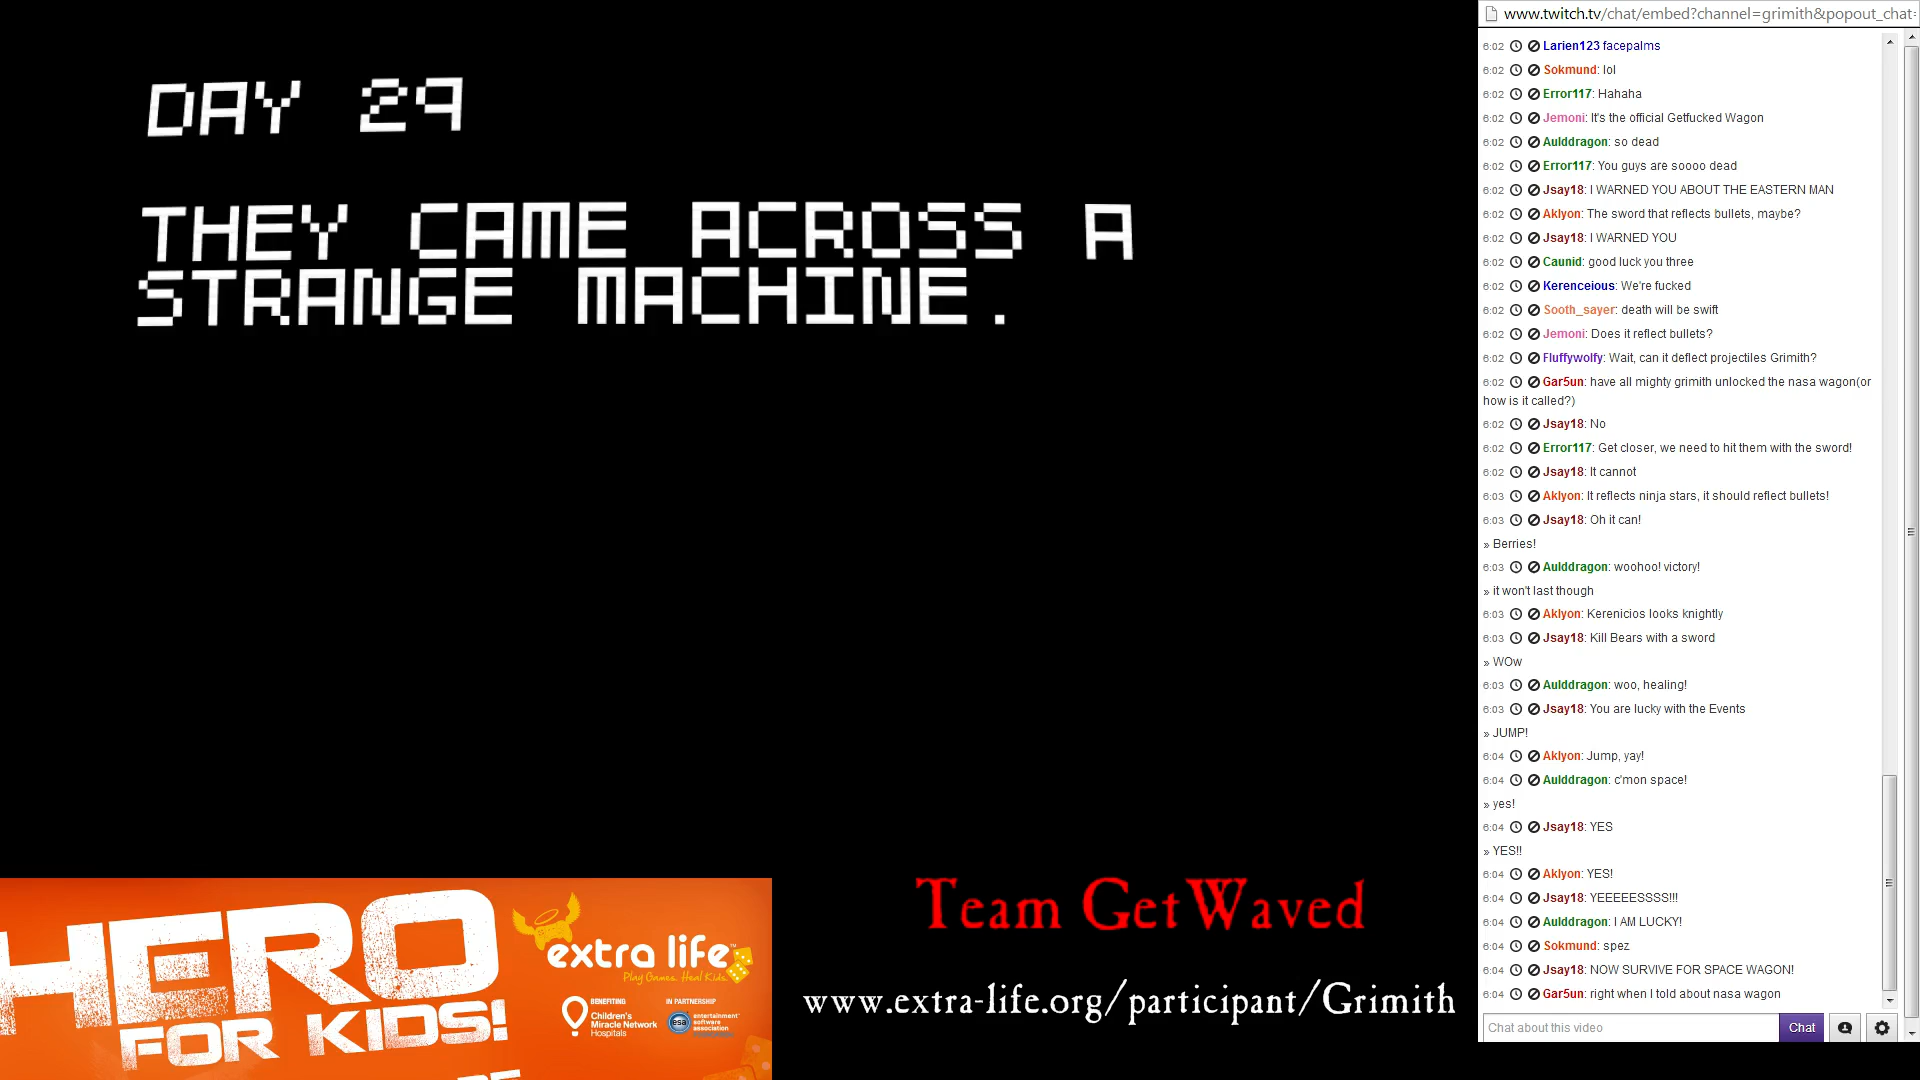 DAY 29
THEY CAME ACROSS A
STRANGE MACHINE.
HERO
FOR KIDS!
extra life™
Play Games. Heal Kids.
BENEFITING
Children's
Miracle Network
Hospitals
IN PARTNERSHIP
esa
entertainment
software
association
Team GetWaved
www.extra-life.org/participant/Grimith
www.twitch.tv/chat/embed?channel=grimith&popout_chat=
6:02 Larien123 facepalms
6:02 Sokmund: lol
6:02 Error117: Hahaha
6:02 Jemoni: It's the official Getfucked Wagon
6:02 Aulddragon: so dead
6:02 Error117: You guys are soooo dead
6:02 Jsay18: I WARNED YOU ABOUT THE EASTERN MAN
6:02 Aklyon: The sword that reflects bullets, maybe?
6:02 Jsay18: I WARNED YOU
6:02 Caunid: good luck you three
6:02 Kerenceious: We're fucked
6:02 Sooth_sayer: death will be swift
6:02 Jemoni: Does it reflect bullets?
6:02 Fluffywolfy: Wait, can it deflect projectiles Grimith?
6:02 Gar5un: have all mighty grimith unlocked the nasa wagon(or
how is it called?)
6:02 Jsay18: No
6:02 Error117: Get closer, we need to hit them with the sword!
6:02 Jsay18: It cannot
6:03 Aklyon: It reflects ninja stars, it should reflect bullets!
6:03 Jsay18: Oh it can!
» Berries!
6:03 Aulddragon: woohoo! victory!
» it won't last though
6:03 Aklyon: Kerenicios looks knightly
6:03 Jsay18: Kill Bears with a sword
» WOw
6:03 Aulddragon: woo, healing!
6:03 Jsay18: You are lucky with the Events
» JUMP!
6:04 Aklyon: Jump, yay!
6:04 Aulddragon: c'mon space!
» yes!
6:04 Jsay18: YES
» YES!!
6:04 Aklyon: YES!
6:04 Jsay18: YEEEEESSSS!!!
6:04 Aulddragon: I AM LUCKY!
6:04 Sokmund: spez
6:04 Jsay18: NOW SURVIVE FOR SPACE WAGON!
6:04 Gar5un: right when I told about nasa wagon
Chat about this video
Chat